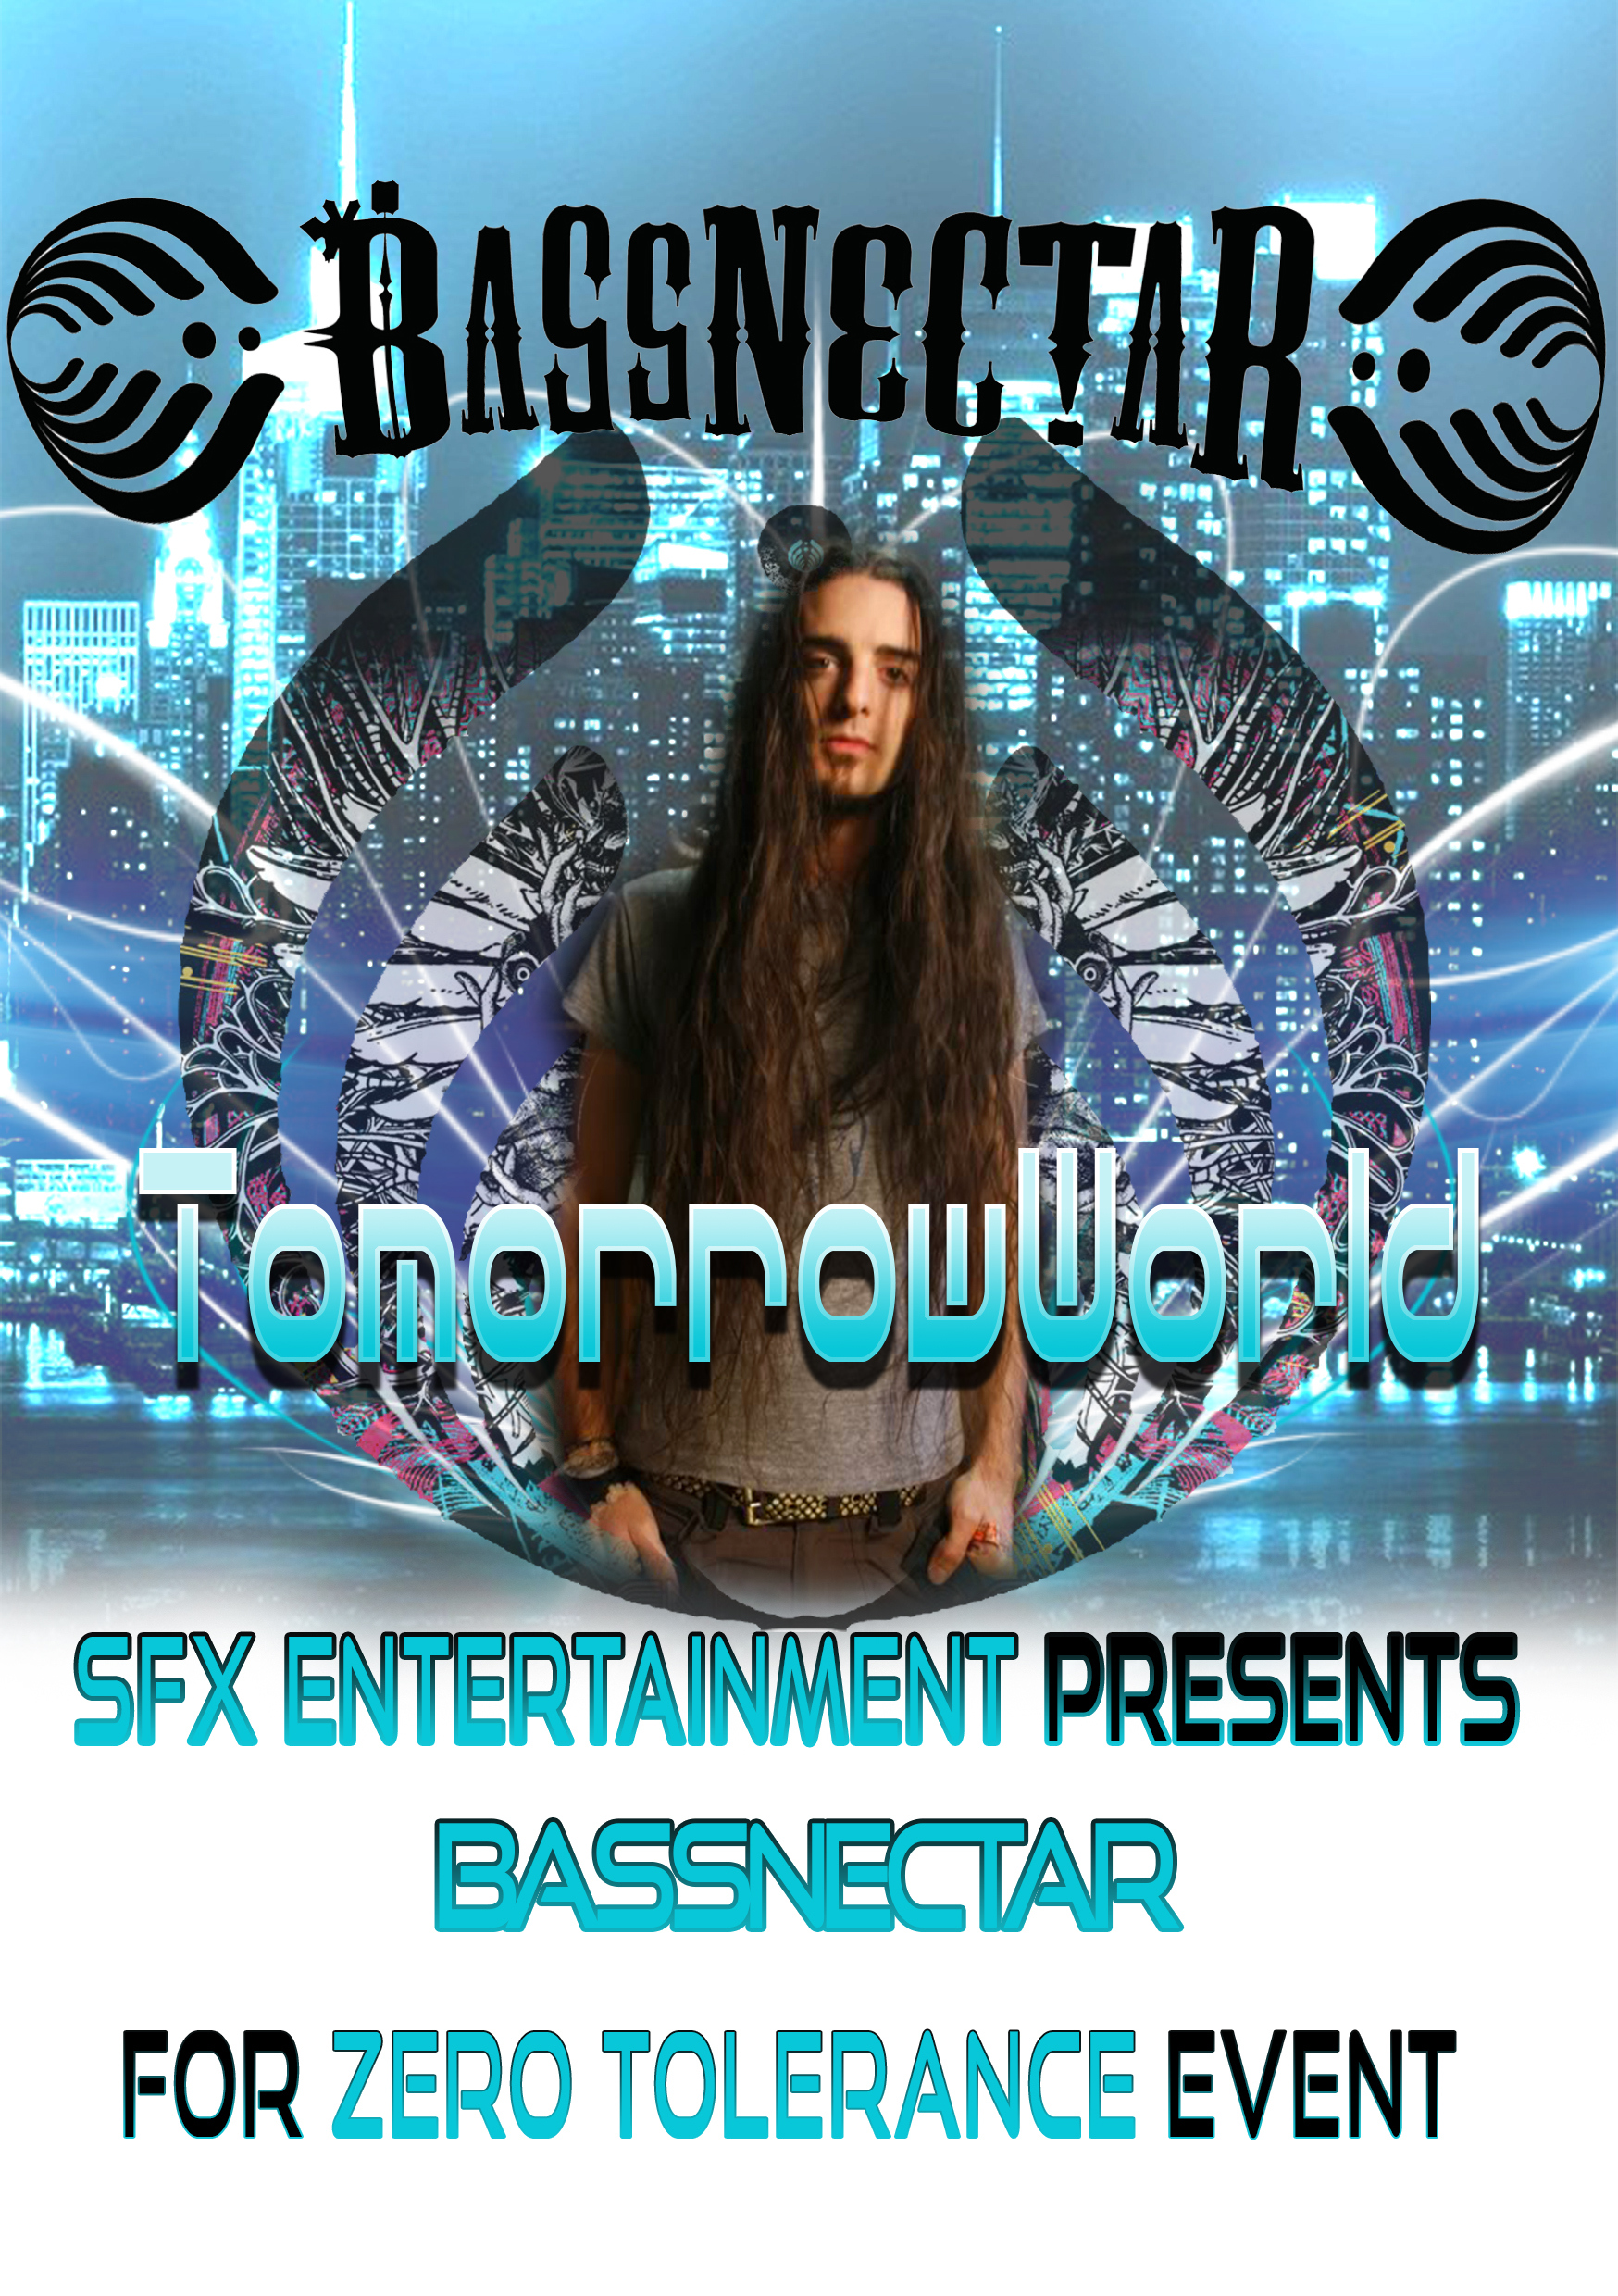 BASSNECTAR
TomorrowWorld
SFX ENTERTAINMENT PRESENTS
BASSNECTAR
FOR ZERO TOLERANCE EVENT